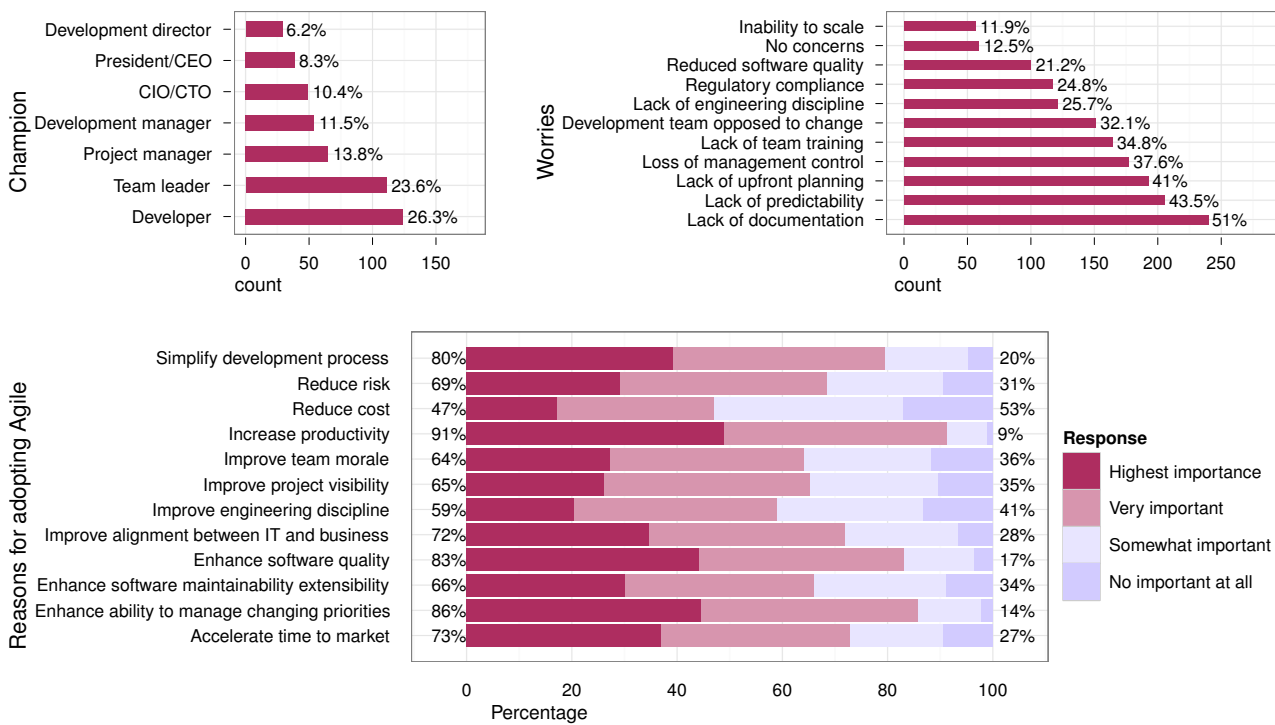 Champion
Development director 6.2%
President/CEO 8.3%
CIO/CTO 10.4%
Development manager 11.5%
Project manager 13.8%
Team leader 23.6%
Developer 26.3%
0 50 100 150
count
Worries
Inability to scale 11.9%
No concerns 12.5%
Reduced software quality 21.2%
Regulatory compliance 24.8%
Lack of engineering discipline 25.7%
Development team opposed to change 32.1%
Lack of team training 34.8%
Loss of management control 37.6%
Lack of upfront planning 41%
Lack of predictability 43.5%
Lack of documentation 51%
0 50 100 150 200 250
count
Reasons for adopting Agile
Simplify development process 80% 20%
Reduce risk 69% 31%
Reduce cost 47% 53%
Increase productivity 91% 9%
Improve team morale 64% 36%
Improve project visibility 65% 35%
Improve engineering discipline 59% 41%
Improve alignment between IT and business 72% 28%
Enhance software quality 83% 17%
Enhance software maintainability extensibility 66% 34%
Enhance ability to manage changing priorities 86% 14%
Accelerate time to market 73% 27%
0 20 40 60 80 100
Percentage
Response
Highest importance
Very important
Somewhat important
No important at all